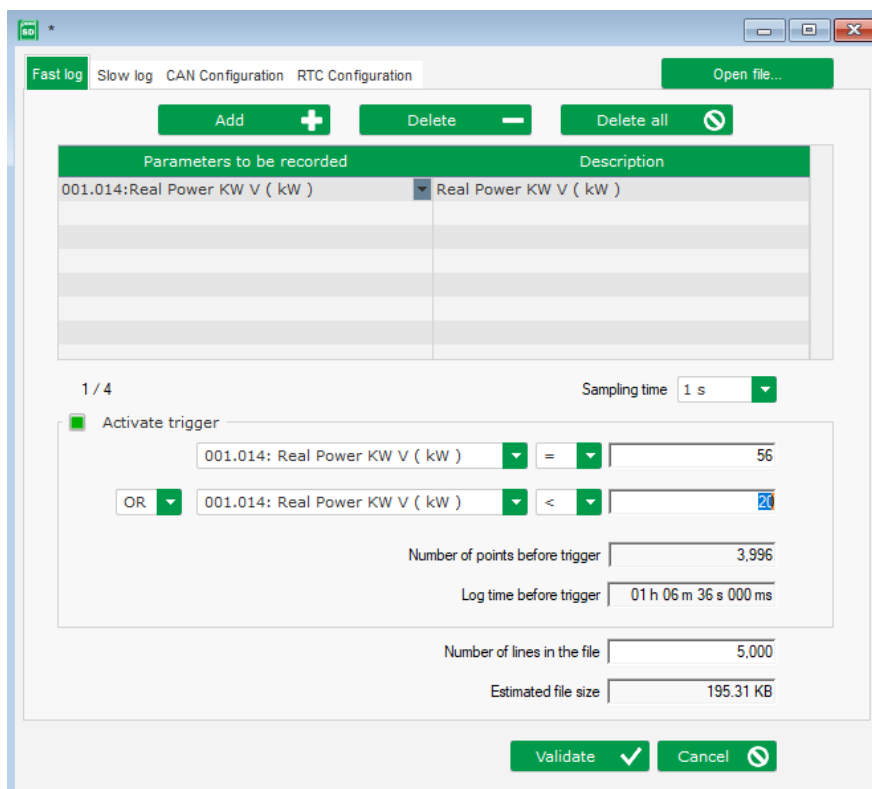 SD *
Fast log Slow log CAN Configuration RTC Configuration Open file...
Add Delete Delete all
Parameters to be recorded Description
001.014:Real Power KW V ( kW ) Real Power KW V ( kW )
1 / 4 Sampling time 1 s
Activate trigger
001.014: Real Power KW V ( kW ) = 56
OR 001.014: Real Power KW V ( kW ) < 20
Number of points before trigger 3,996
Log time before trigger 01 h 06 m 36 s 000 ms
Number of lines in the file 5,000
Estimated file size 195.31 KB
Validate Cancel